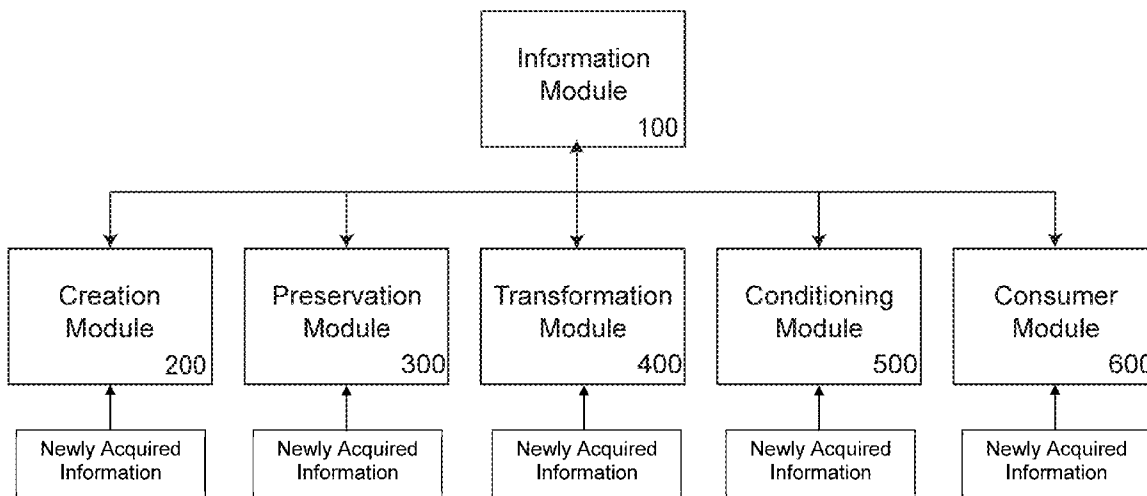 Information
Module
100
Creation
Module
200
Preservation
Module
300
Transformation
Module
400
Conditioning
Module
500
Consumer
Module
600
Newly Acquired
Information
Newly Acquired
Information
Newly Acquired
Information
Newly Acquired
Information
Newly Acquired
Information